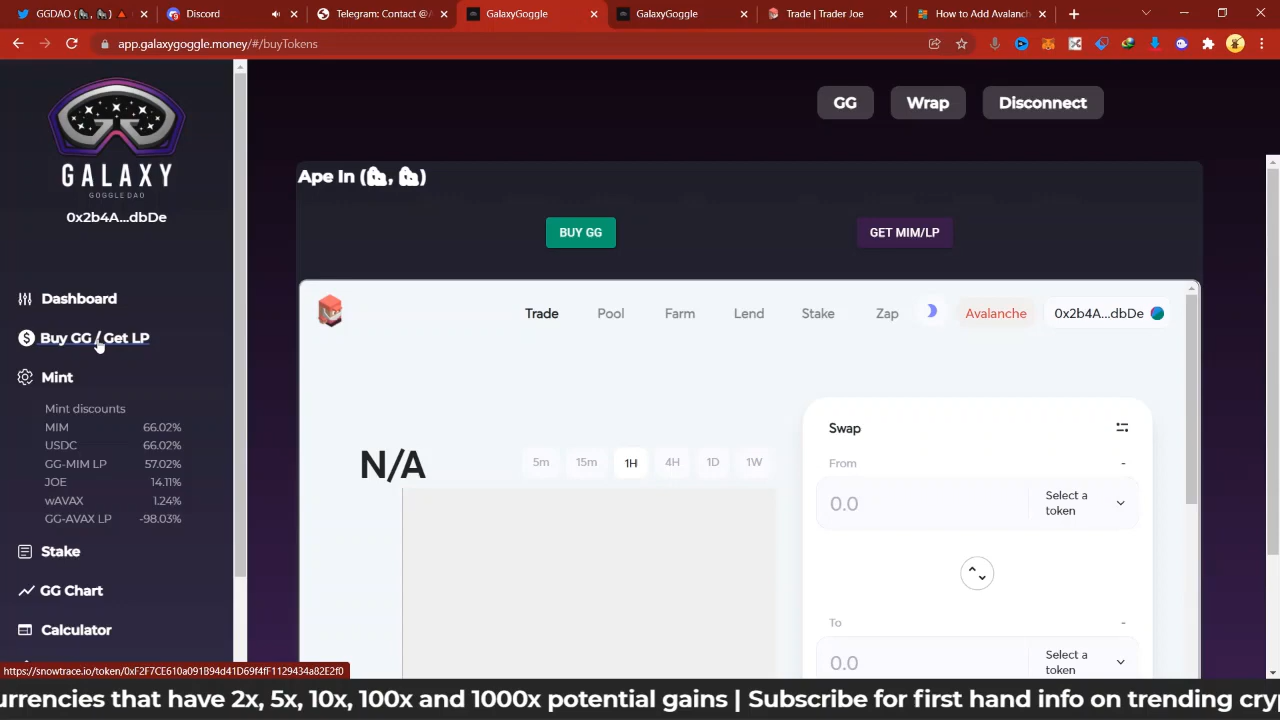 GGDAO
Discord
Telegram: Contact @A
GalaxyGoggle
GalaxyGoggle
Trade | Trader Joe
How to Add Avalanch
app.galaxygoggle.money/#/buyTokens
GALAXY
GOGGLE DAO
0x2b4A...dbDe
Dashboard
Buy GG / Get LP
Mint
Mint discounts
MIM 66.02%
USDC 66.02%
GG-MIM LP 57.02%
JOE 14.11%
wAVAX 1.24%
GG-AVAX LP -98.03%
Stake
GG Chart
Calculator
GG Wrap Disconnect
Ape In (🦍, 🦍)
BUY GG GET MIM/LP
Trade Pool Farm Lend Stake Zap Avalanche 0x2b4A...dbDe
N/A
5m 15m 1H 4H 1D 1W
Swap
From -
0.0 Select a
token
To -
0.0 Select a
token
https://snowtrace.io/token/0xF2F7CE610a091B94d41D69f4fF1129434a82E2f0
urrencies that have 2x, 5x, 10x, 100x and 1000x potential gains | Subscribe for first hand info on trending cry